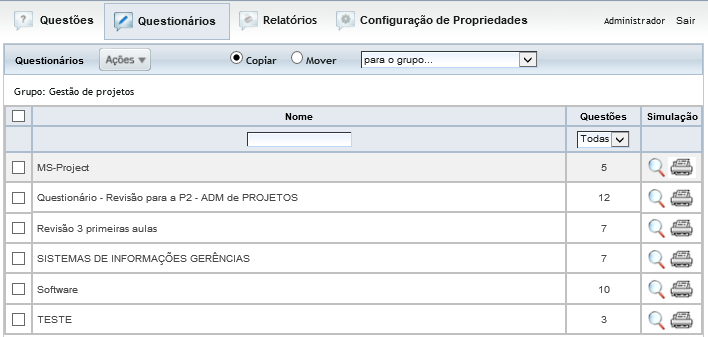 Questões Questionários Relatórios Configuração de Propriedades Administrador Sair
Questionários Ações Copiar Mover para o grupo...
Grupo: Gestão de projetos
Nome Questões Simulação
Todas
MS-Project 5
Questionário - Revisão para a P2 - ADM de PROJETOS 12
Revisão 3 primeiras aulas 7
SISTEMAS DE INFORMAÇÕES GERÊNCIAS 7
Software 10
TESTE 3